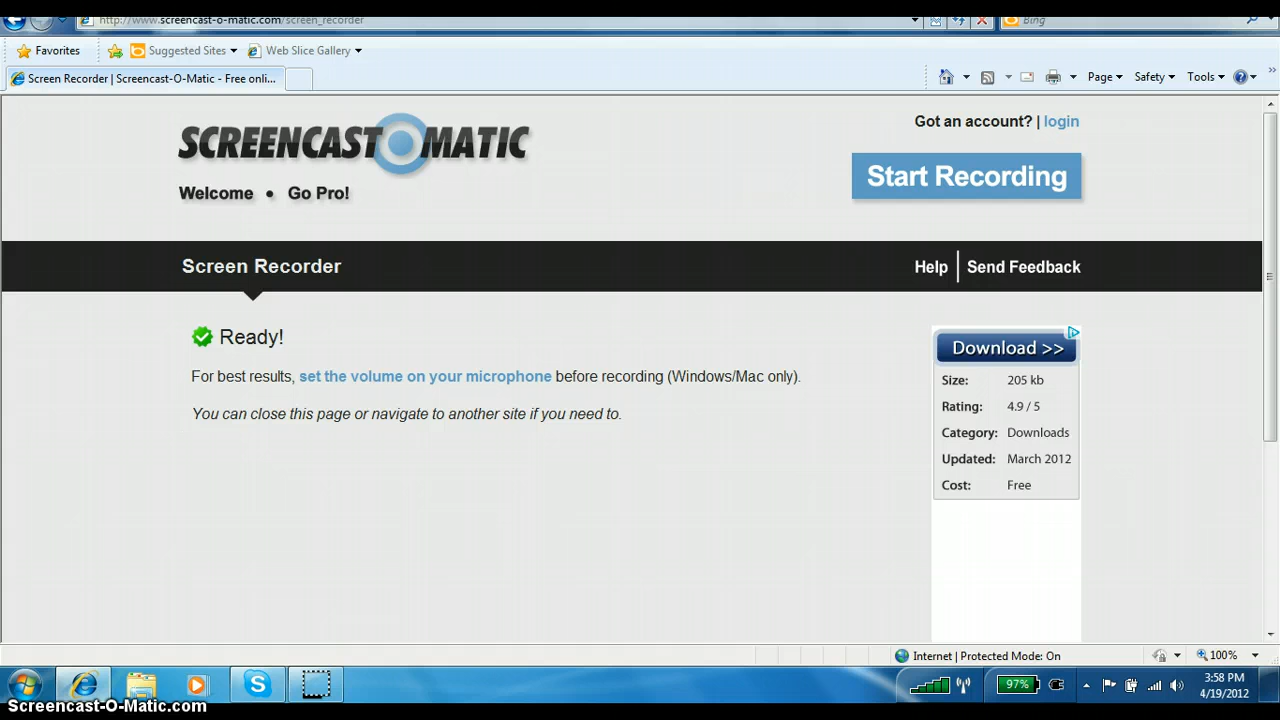 http://www.screencast-o-matic.com/screen_recorder
Bing
Favorites
Suggested Sites
Web Slice Gallery
Screen Recorder | Screencast-O-Matic - Free onli...
Page
Safety
Tools
SCREENCAST O MATIC
Got an account? | login
Start Recording
Welcome • Go Pro!
Screen Recorder
Help
Send Feedback
Ready!
For best results, set the volume on your microphone before recording (Windows/Mac only).
You can close this page or navigate to another site if you need to.
Download >>
Size: 205 kb
Rating: 4.9 / 5
Category: Downloads
Updated: March 2012
Cost: Free
Internet | Protected Mode: On
100%
97%
3:58 PM
4/19/2012
Screencast-O-Matic.com